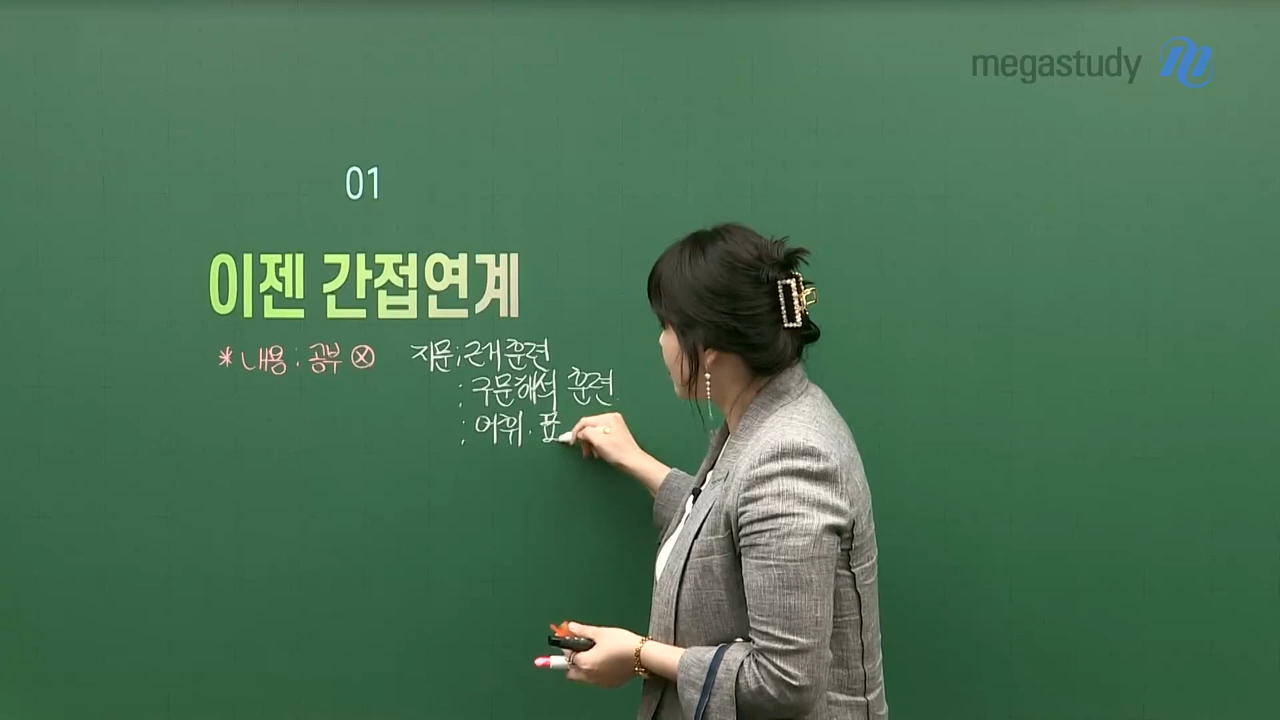 megastudy
01
이젠 간접연계
* 내용 : 공부 ⓧ 지문 ; 근거 훈련
; 구문해석 훈련
; 어휘. 표